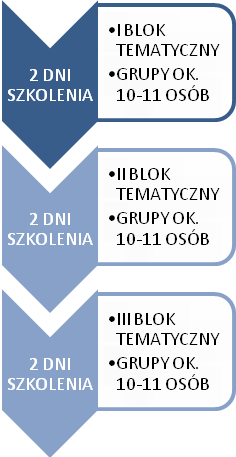 2 DNI
SZKOLENIA
•I BLOK
TEMATYCZNY
•GRUPY OK.
10-11 OSÓB
2 DNI
SZKOLENIA
•II BLOK
TEMATYCZNY
•GRUPY OK.
10-11 OSÓB
2 DNI
SZKOLENIA
•III BLOK
TEMATYCZNY
•GRUPY OK.
10-11 OSÓB